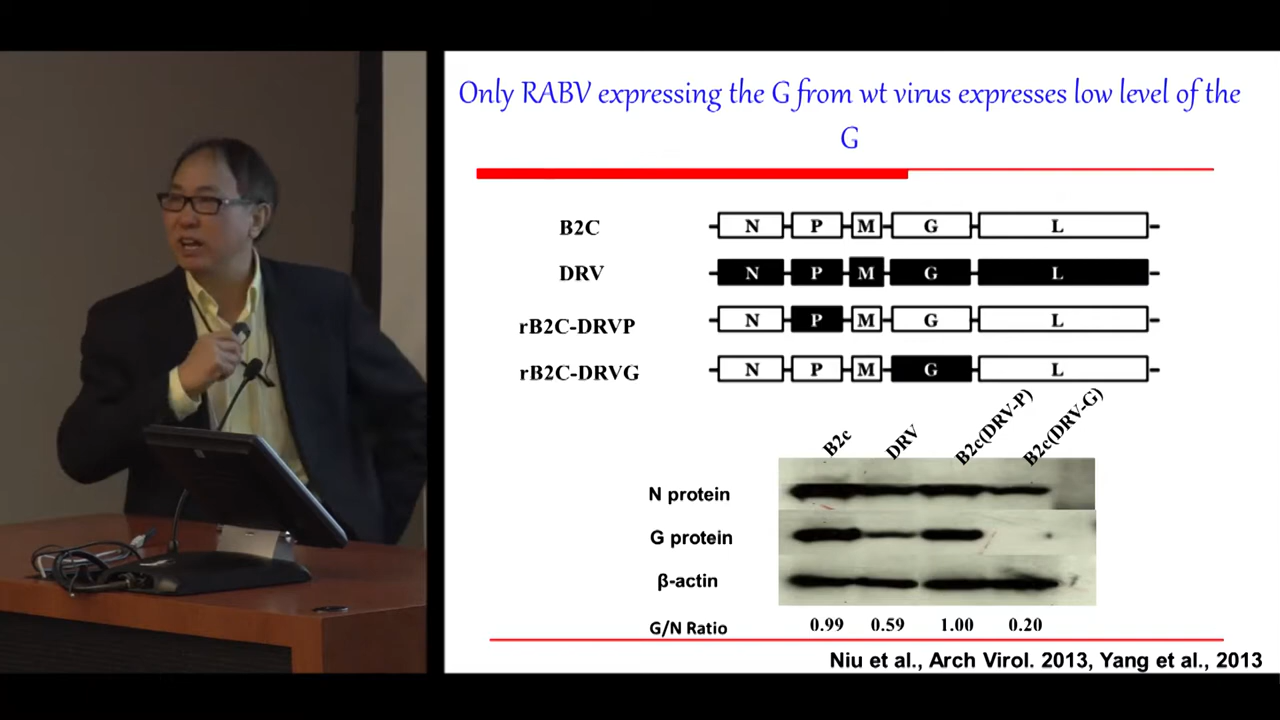 Only RABV expressing the G from wt virus expresses low level of the
G
B2C N P M G L
DRV N P M G L
rB2C-DRVP N P M G L
rB2C-DRVG N P M G L
B2c DRV B2c(DRV-P) B2c(DRV-G)
N protein
G protein
β-actin
G/N Ratio 0.99 0.59 1.00 0.20
Niu et al., Arch Virol. 2013, Yang et al., 2013